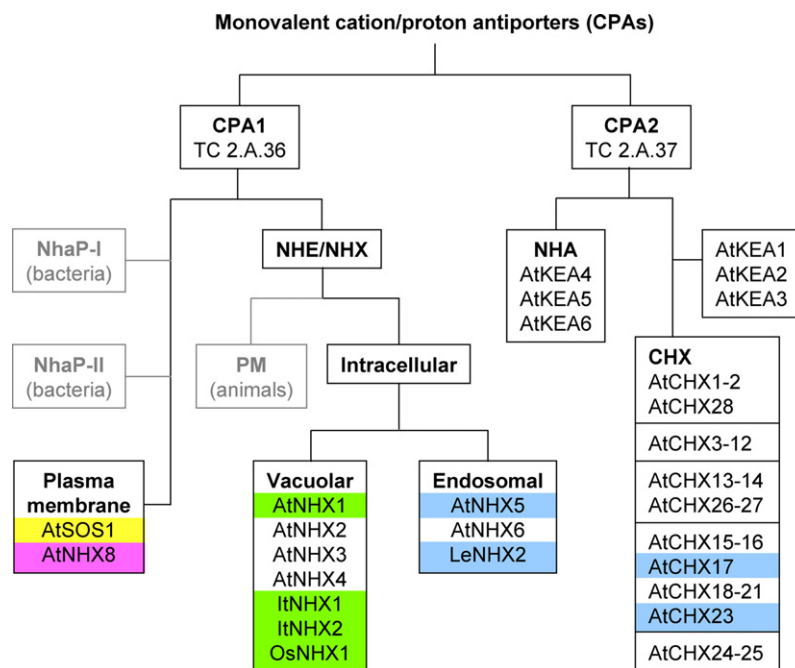 Monovalent cation/proton antiporters (CPAs)
CPA1
TC 2.A.36
CPA2
TC 2.A.37
NhaP-I
(bacteria)
NHE/NHX
NHA
AtKEA4
AtKEA5
AtKEA6
AtKEA1
AtKEA2
AtKEA3
NhaP-II
(bacteria)
PM
(animals)
Intracellular
CHX
AtCHX1-2
AtCHX28
AtCHX3-12
AtCHX13-14
AtCHX26-27
AtCHX15-16
AtCHX17
AtCHX18-21
AtCHX23
AtCHX24-25
Plasma
membrane
AtSOS1
AtNHX8
Vacuolar
AtNHX1
AtNHX2
AtNHX3
AtNHX4
ItNHX1
ItNHX2
OsNHX1
Endosomal
AtNHX5
AtNHX6
LeNHX2